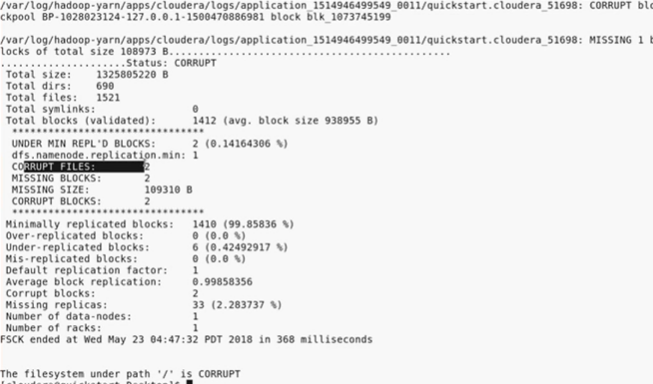 /var/log/hadoop-yarn/apps/cloudera/logs/application_1514946499549_0011/quickstart.cloudera_51698: CORRUPT blo
ckpool BP-1028023124-127.0.0.1-1500470886981 block blk_1073745199
/var/log/hadoop-yarn/apps/cloudera/logs/application_1514946499549_0011/quickstart.cloudera_51698: MISSING 1 b
locks of total size 108973 B..............................................
....................Status: CORRUPT
Total size: 1325805220 B
Total dirs: 690
Total files: 1521
Total symlinks: 0
Total blocks (validated): 1412 (avg. block size 938955 B)
********************************
UNDER MIN REPL'D BLOCKS: 2 (0.14164306 %)
dfs.namenode.replication.min: 1
CORRUPT FILES: 2
MISSING BLOCKS: 2
MISSING SIZE: 109310 B
CORRUPT BLOCKS: 2
********************************
Minimally replicated blocks: 1410 (99.85836 %)
Over-replicated blocks: 0 (0.0 %)
Under-replicated blocks: 6 (0.42492917 %)
Mis-replicated blocks: 0 (0.0 %)
Default replication factor: 1
Average block replication: 0.99858356
Corrupt blocks: 2
Missing replicas: 33 (2.283737 %)
Number of data-nodes: 1
Number of racks: 1
FSCK ended at Wed May 23 04:47:32 PDT 2018 in 368 milliseconds
The filesystem under path '/' is CORRUPT